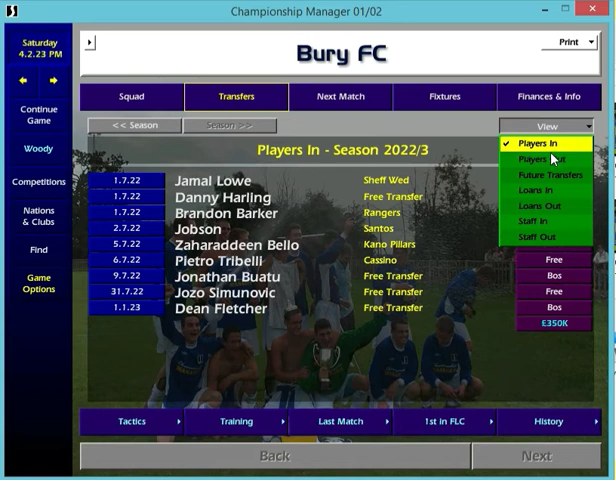 Championship Manager 01/02
Saturday
4.2.23 PM
Continue
Game
Woody
Competitions
Nations
& Clubs
Find
Game
Options
Bury FC
Print
Squad
Transfers
Next Match
Fixtures
Finances & Info
<< Season
Season >>
View
Players In - Season 2022/3
Players In
Players Out
Future Transfers
Loans In
Loans Out
Staff In
Staff Out
1.7.22 Jamal Lowe Sheff Wed
1.7.22 Danny Harling Free Transfer
1.7.22 Brandon Barker Rangers
2.7.22 Jobson Santos
5.7.22 Zaharaddeen Bello Kano Pillars
6.7.22 Pietro Tribelli Cassino Free
9.7.22 Jonathan Buatu Free Transfer Bos
31.7.22 Jozo Simunovic Free Transfer Free
1.1.23 Dean Fletcher Free Transfer Bos
£350K
Tactics
Training
Last Match
1st in FLC
History
Back
Next